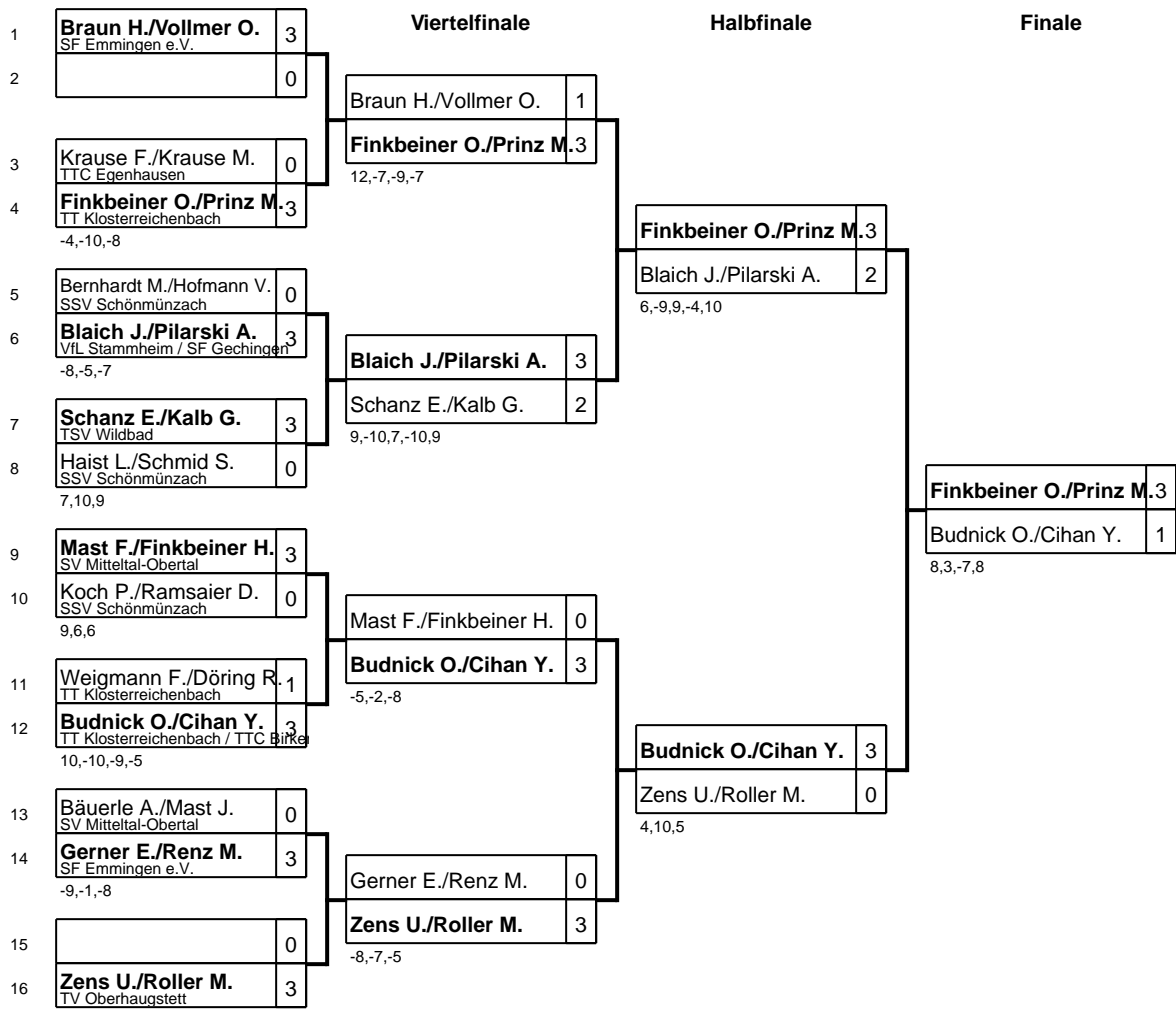 Viertelfinale
Halbfinale
Finale
1
Braun H./Vollmer O.
3
SF Emmingen e.V.
2
0
3
Krause F./Krause M.
0
TTC Egenhausen
4
Finkbeiner O./Prinz M.
3
TT Klosterreichenbach
-4,-10,-8
5
Bernhardt M./Hofmann V.
0
SSV Schönmünzach
6
Blaich J./Pilarski A.
3
VfL Stammheim / SF Gechingen
-8,-5,-7
7
Schanz E./Kalb G.
3
TSV Wildbad
8
Haist L./Schmid S.
0
SSV Schönmünzach
7,10,9
9
Mast F./Finkbeiner H.
3
SV Mitteltal-Obertal
10
Koch P./Ramsaier D.
0
SSV Schönmünzach
9,6,6
11
Weigmann F./Döring R.
1
TT Klosterreichenbach
12
Budnick O./Cihan Y.
3
TT Klosterreichenbach / TTC Birken
10,-10,-9,-5
13
Bäuerle A./Mast J.
0
SV Mitteltal-Obertal
14
Gerner E./Renz M.
3
SF Emmingen e.V.
-9,-1,-8
15
0
16
Zens U./Roller M.
3
TV Oberhaugstett
Braun H./Vollmer O.
1
Finkbeiner O./Prinz M.
3
12,-7,-9,-7
Blaich J./Pilarski A.
3
Schanz E./Kalb G.
2
9,-10,7,-10,9
Mast F./Finkbeiner H.
0
Budnick O./Cihan Y.
3
-5,-2,-8
Gerner E./Renz M.
0
Zens U./Roller M.
3
-8,-7,-5
Finkbeiner O./Prinz M.
3
Blaich J./Pilarski A.
2
6,-9,9,-4,10
Budnick O./Cihan Y.
3
Zens U./Roller M.
0
4,10,5
Finkbeiner O./Prinz M.
3
Budnick O./Cihan Y.
1
8,3,-7,8